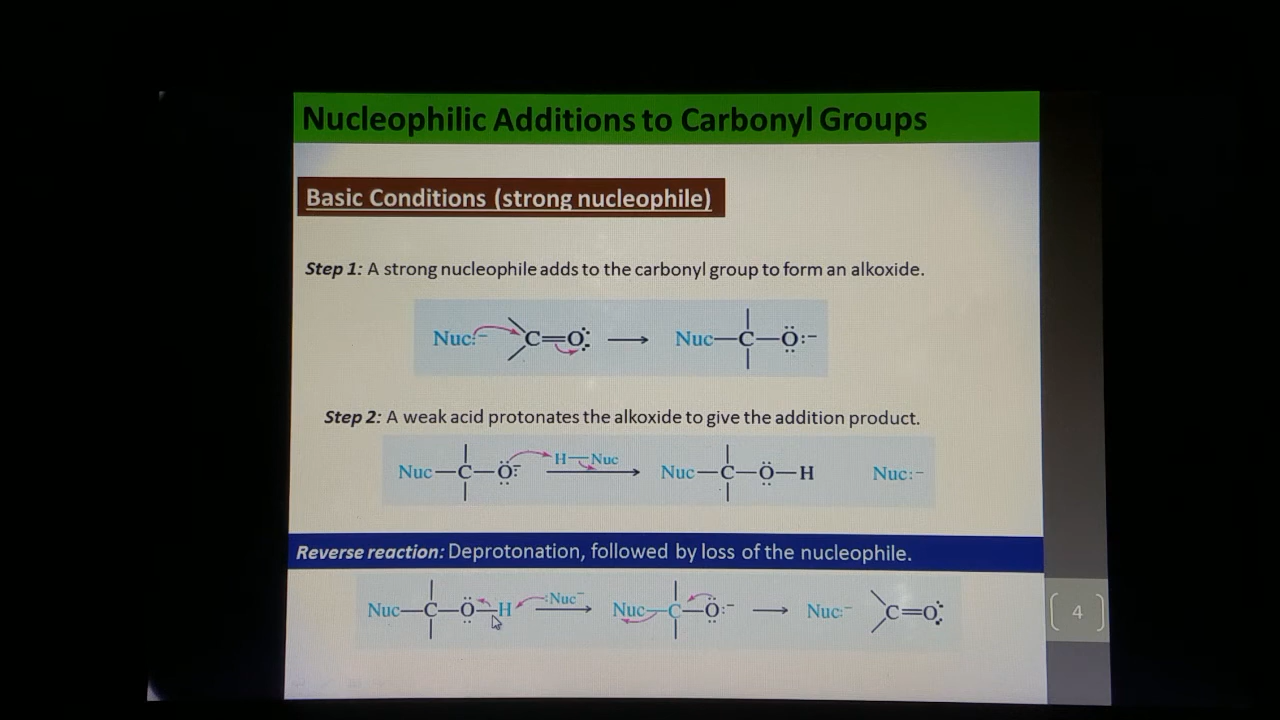 Nucleophilic Additions to Carbonyl Groups
Basic Conditions (strong nucleophile)
Step 1: A strong nucleophile adds to the carbonyl group to form an alkoxide.
Nuc:⁻ C=O: ⟶ Nuc—C—Ö:⁻
Step 2: A weak acid protonates the alkoxide to give the addition product.
Nuc—C—Ö:⁻ H—Nuc ⟶ Nuc—C—Ö—H Nuc:⁻
Reverse reaction: Deprotonation, followed by loss of the nucleophile.
Nuc—C—Ö—H :Nuc⁻ ⟶ Nuc—C—Ö:⁻ ⟶ Nuc:⁻ C=O:
4